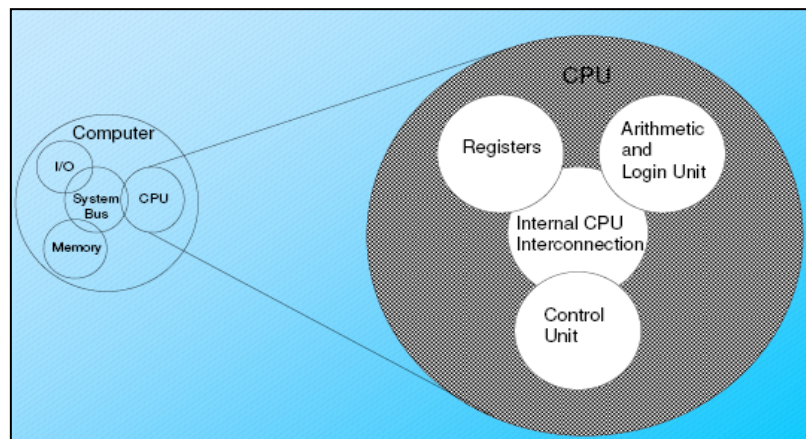 Computer
I/O
System
Bus
CPU
Memory
CPU
Registers
Arithmetic
and
Login Unit
Internal CPU
Interconnection
Control
Unit